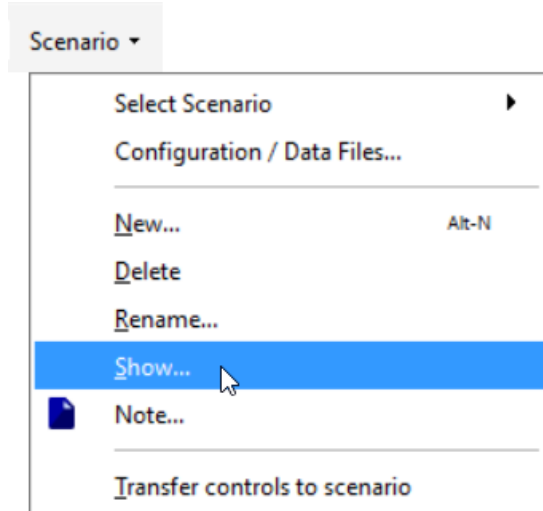 Scenario
Select Scenario
Configuration / Data Files...
New... Alt-N
Delete
Rename...
Show...
Note...
Transfer controls to scenario